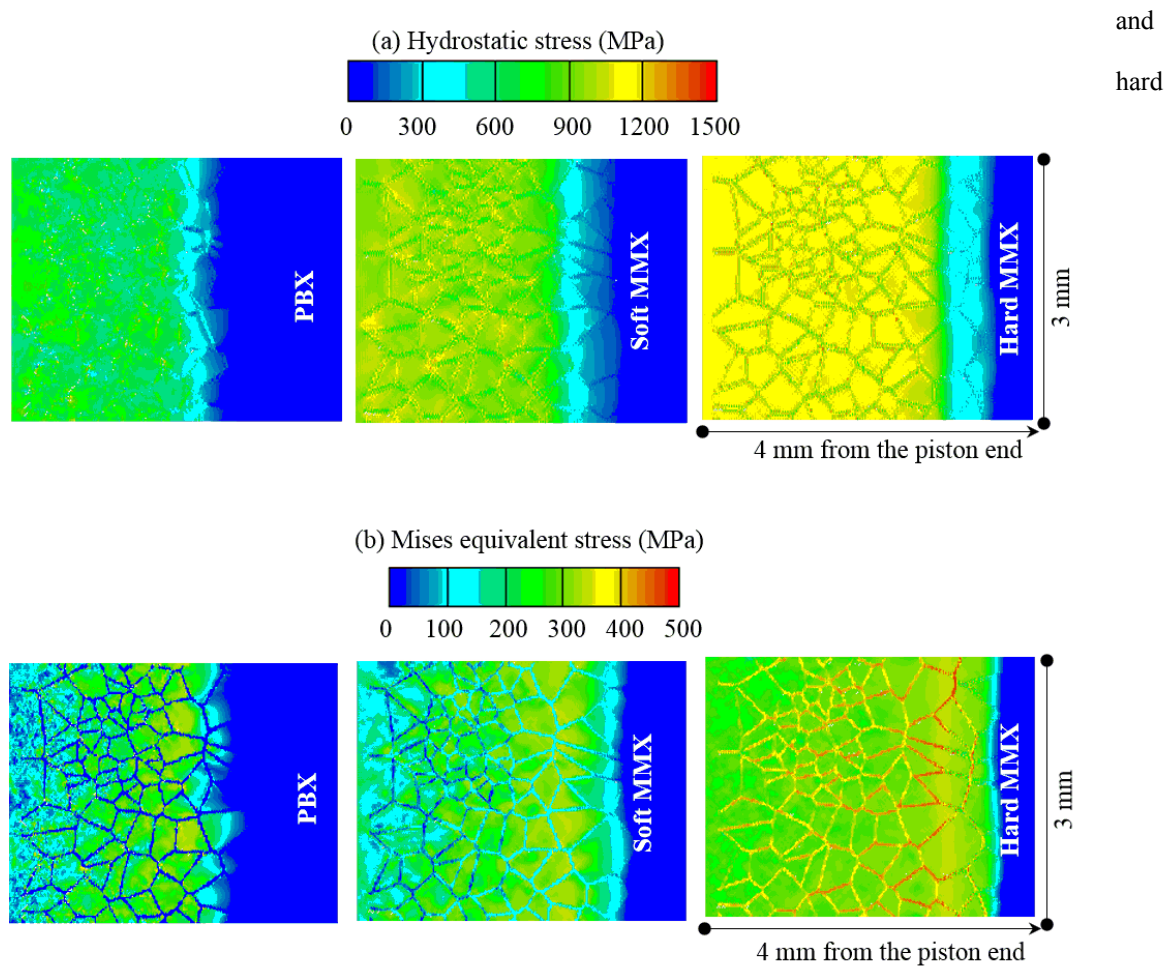 and
(a) Hydrostatic stress (MPa)
hard
0 300 600 900 1200 1500
PBX
Soft MMX
Hard MMX
3 mm
4 mm from the piston end
(b) Mises equivalent stress (MPa)
0 100 200 300 400 500
PBX
Soft MMX
Hard MMX
3 mm
4 mm from the piston end